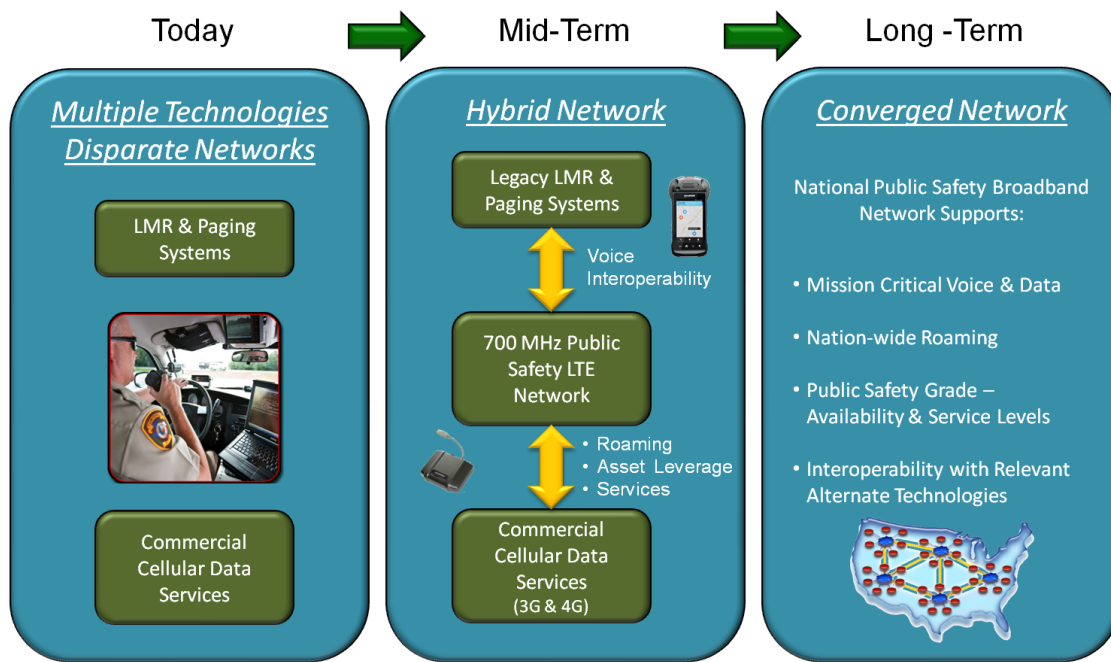 Today
Mid-Term
Long -Term
Multiple Technologies
Disparate Networks
LMR & Paging
Systems
Commercial
Cellular Data
Services
Hybrid Network
Legacy LMR &
Paging Systems
Voice
Interoperability
700 MHz Public
Safety LTE
Network
• Roaming
• Asset Leverage
• Services
Commercial
Cellular Data
Services
(3G & 4G)
Converged Network
National Public Safety Broadband
Network Supports:
• Mission Critical Voice & Data
• Nation-wide Roaming
• Public Safety Grade –
Availability & Service Levels
• Interoperability with Relevant
Alternate Technologies